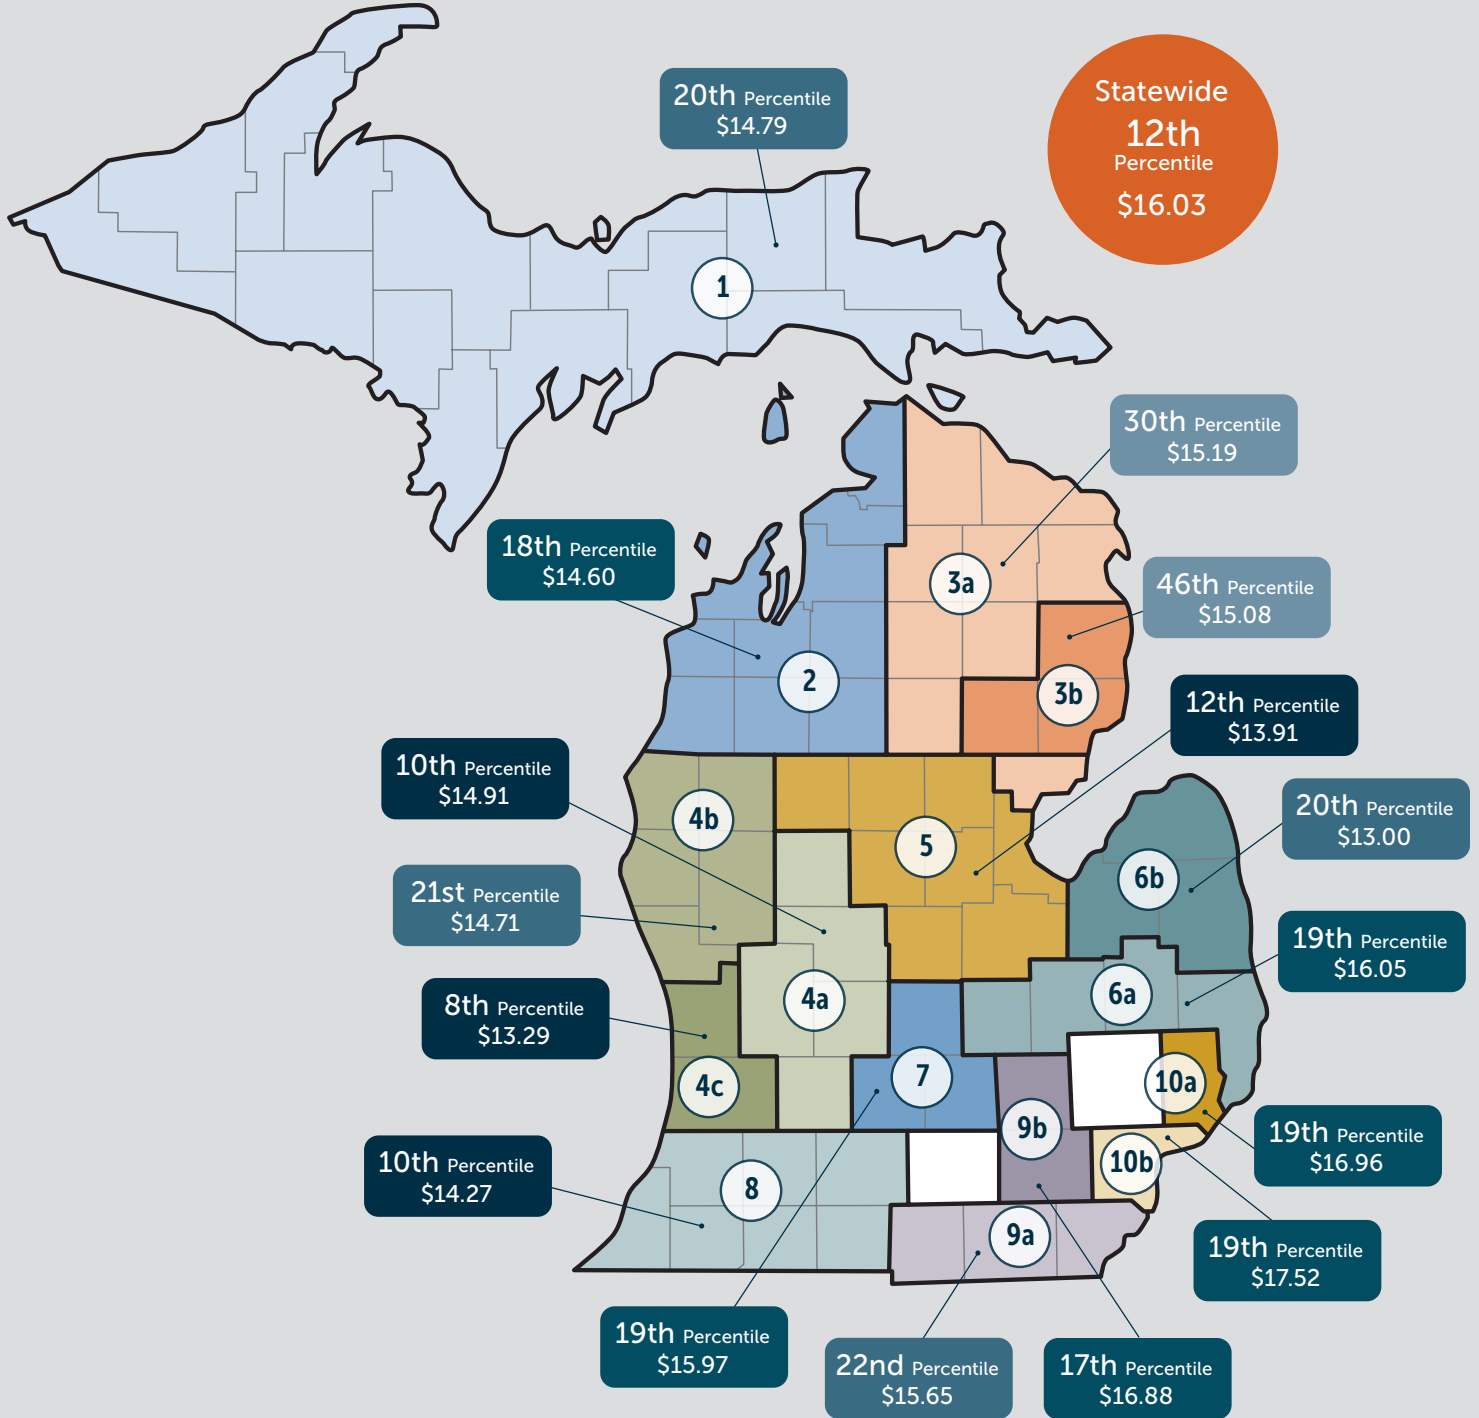 Statewide
12th
Percentile
$16.03
20th Percentile
$14.79
1
30th Percentile
$15.19
18th Percentile
$14.60
3a
46th Percentile
$15.08
2
3b
12th Percentile
$13.91
10th Percentile
$14.91
4b
5
20th Percentile
$13.00
21st Percentile
$14.71
6b
19th Percentile
$16.05
8th Percentile
$13.29
4a
6a
4c
7
10a
9b
19th Percentile
$16.96
10th Percentile
$14.27
8
10b
9a
19th Percentile
$17.52
19th Percentile
$15.97
22nd Percentile
$15.65
17th Percentile
$16.88